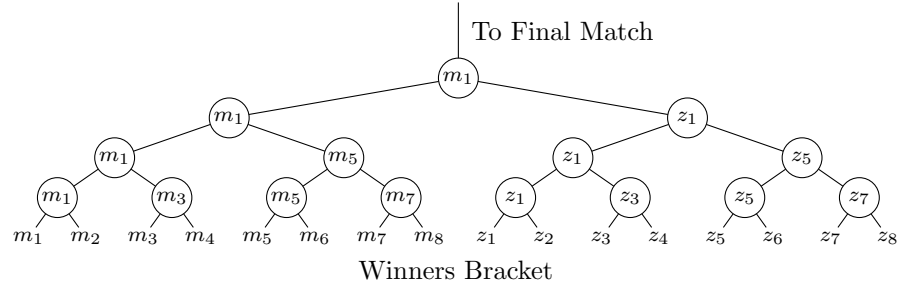 To Final Match
m₁
m₁ z₁
m₁ m₅ z₁ z₅
m₁ m₃ m₅ m₇ z₁ z₃ z₅ z₇
m₁ m₂ m₃ m₄ m₅ m₆ m₇ m₈ z₁ z₂ z₃ z₄ z₅ z₆ z₇ z₈
Winners Bracket